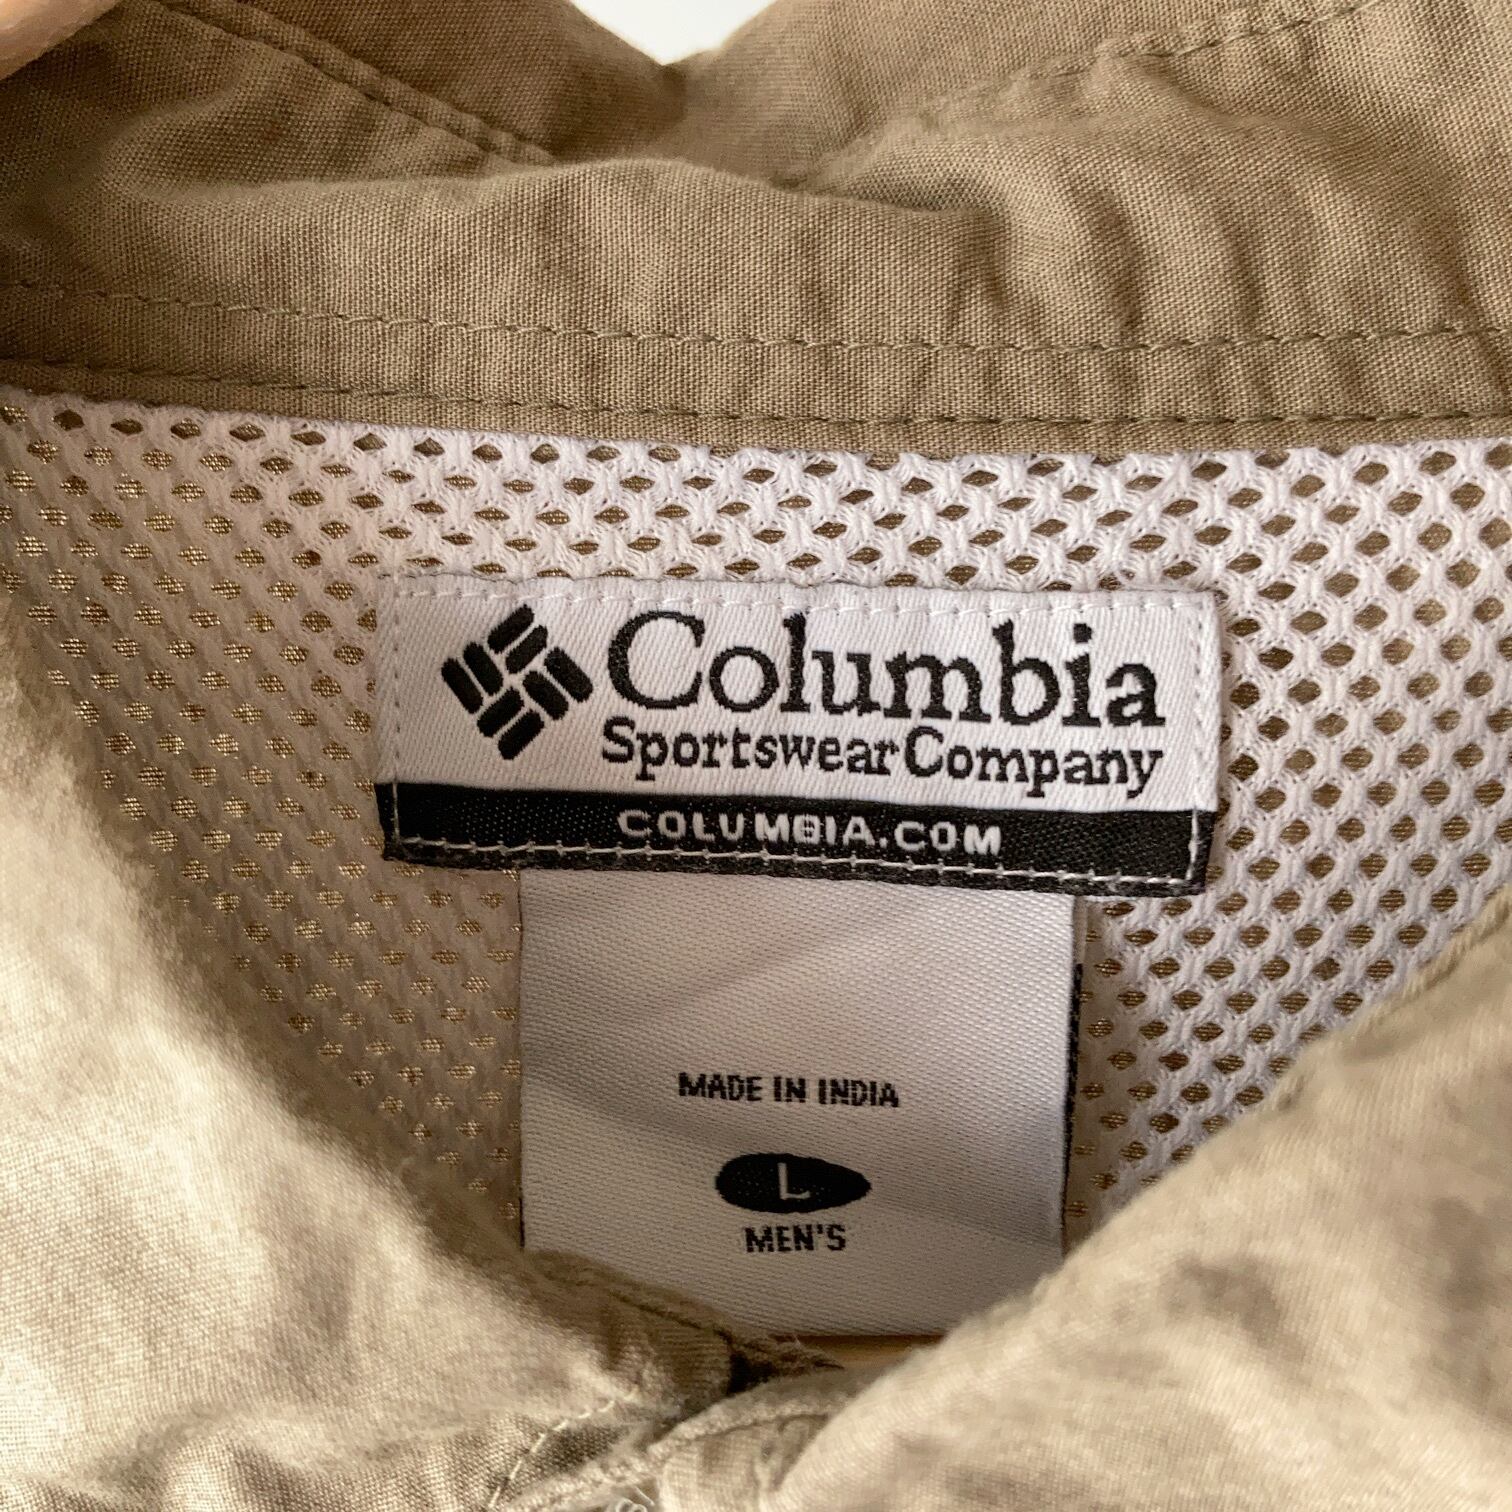 Columbia
Sportswear Company
COLUMBIA.COM
MADE IN INDIA
L
MEN'S